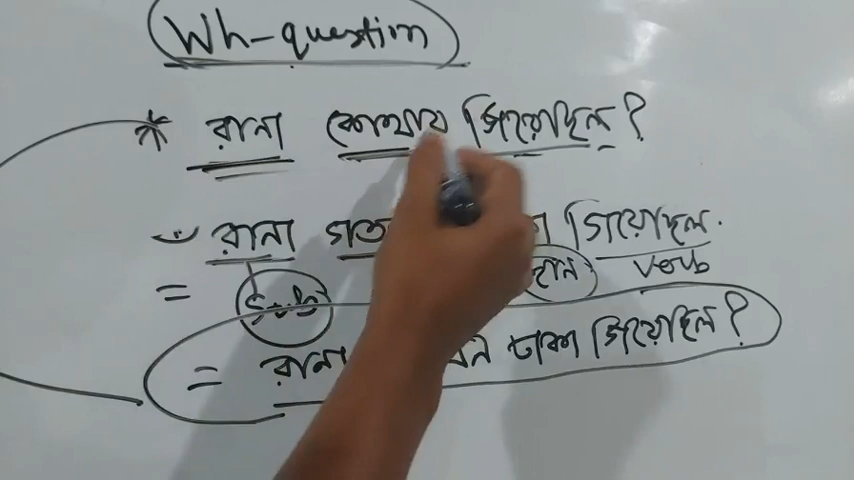 Wh-question
* রানা কোথায় গিয়েছিল?
রানা গত গিয়েছিল.
= Sub স্থান verb
= রানা ঢাকা গিয়েছিল?